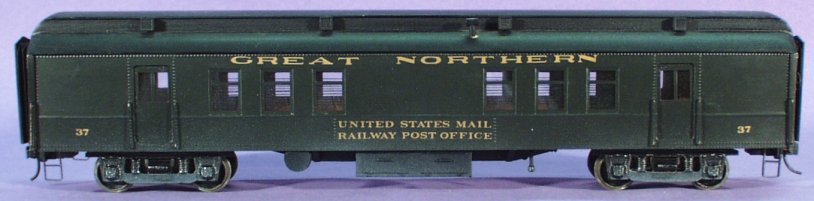 GREAT NORTHERN
UNITED STATES MAIL
RAILWAY POST OFFICE
37
37